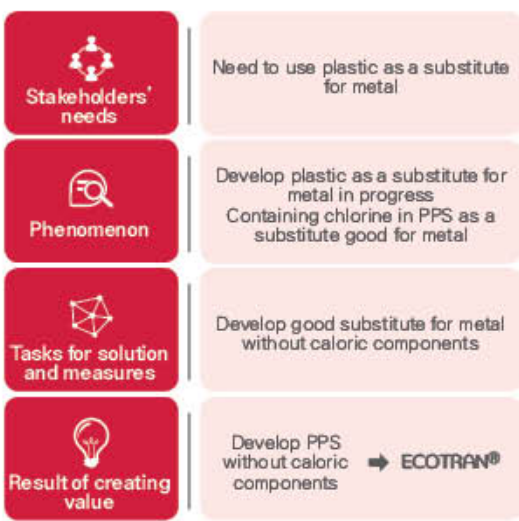 Stakeholders'
needs
Need to use plastic as a substitute
for metal
Phenomenon
Develop plastic as a substitute for
metal in progress
Containing chlorine in PPS as a
substitute good for metal
Tasks for solution
and measures
Develop good substitute for metal
without caloric components
Result of creating
value
Develop PPS
without caloric
components
➡ ECOTRAN®